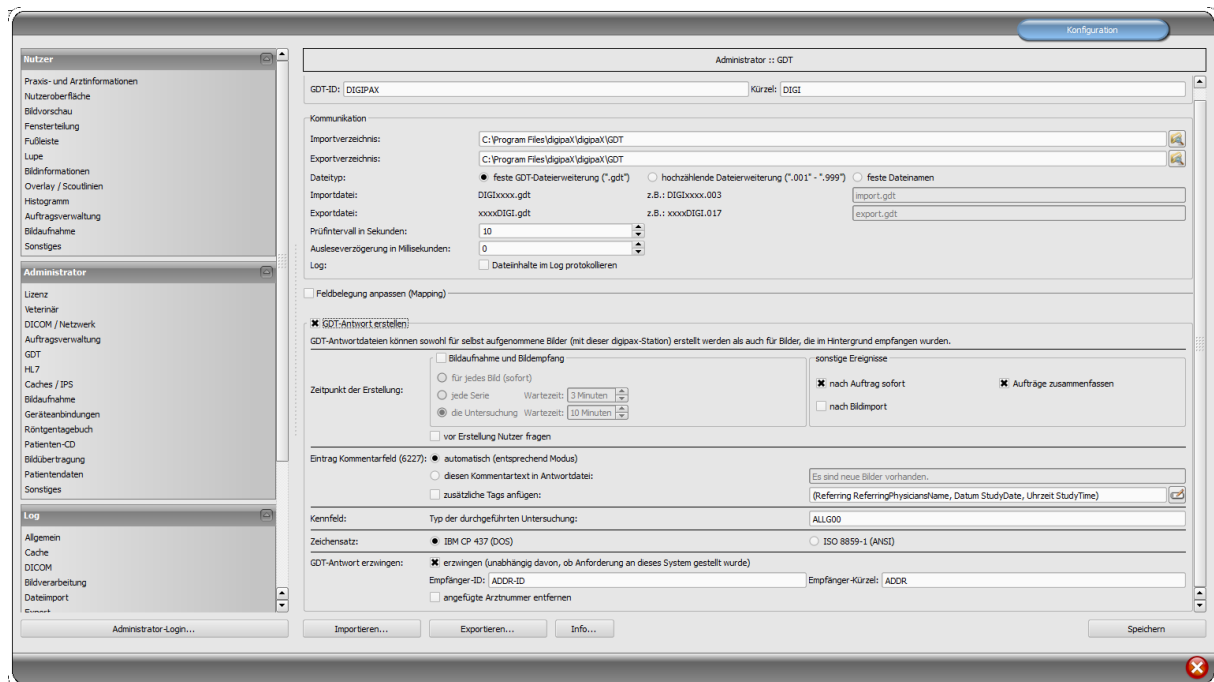 Konfiguration
Nutzer
Praxis- und Arztinformationen
Nutzeroberfläche
Bildvorschau
Fensterteilung
Fußleiste
Lupe
Bildinformationen
Overlay / Scoutlinien
Histogramm
Auftragsverwaltung
Bildaufnahme
Sonstiges
Administrator
Lizenz
Veterinär
DICOM / Netzwerk
Auftragsverwaltung
GDT
HL7
Caches / IPS
Bildaufnahme
Geräteanbindungen
Röntgentagebuch
Patienten-CD
Bildübertragung
Patientendaten
Sonstiges
Log
Allgemein
Cache
DICOM
Bildverarbeitung
Dateiimport
Export
Administrator-Login...
Administrator :: GDT
GDT-ID: DIGIPAX Kürzel: DIGI
Kommunikation
Importverzeichnis: C:\Program Files\digipaX\digipaX\GDT
Exportverzeichnis: C:\Program Files\digipaX\digipaX\GDT
Dateityp: feste GDT-Dateierweiterung (".gdt") hochzählende Dateierweiterung (".001" - ".999") feste Dateinamen
Importdatei: DIGIxxxx.gdt z.B.: DIGIxxxx.003 import.gdt
Exportdatei: xxxxDIGI.gdt z.B.: xxxxDIGI.017 export.gdt
Prüfintervall in Sekunden: 10
Ausleseverzögerung in Millisekunden: 0
Log: Dateiinhalte im Log protokollieren
Feldbelegung anpassen (Mapping)
GDT-Antwort erstellen
GDT-Antwortdateien können sowohl für selbst aufgenommene Bilder (mit dieser digipax-Station) erstellt werden als auch für Bilder, die im Hintergrund empfangen wurden.
Bildaufnahme und Bildempfang sonstige Ereignisse
für jedes Bild (sofort) nach Auftrag sofort Aufträge zusammenfassen
Zeitpunkt der Erstellung: jede Serie Wartezeit: 3 Minuten
die Untersuchung Wartezeit: 10 Minuten nach Bildimport
vor Erstellung Nutzer fragen
Eintrag Kommentarfeld (6227): automatisch (entsprechend Modus)
diesen Kommentartext in Antwortdatei: Es sind neue Bilder vorhanden.
zusätzliche Tags anfügen: (Referring ReferringPhysiciansName, Datum StudyDate, Uhrzeit StudyTime)
Kennfeld: Typ der durchgeführten Untersuchung: ALLG00
Zeichensatz: IBM CP 437 (DOS) ISO 8859-1 (ANSI)
GDT-Antwort erzwingen: erzwingen (unabhängig davon, ob Anforderung an dieses System gestellt wurde)
Empfänger-ID: ADDR-ID Empfänger-Kürzel: ADDR
angefügte Arztnummer entfernen
Importieren... Exportieren... Info... Speichern